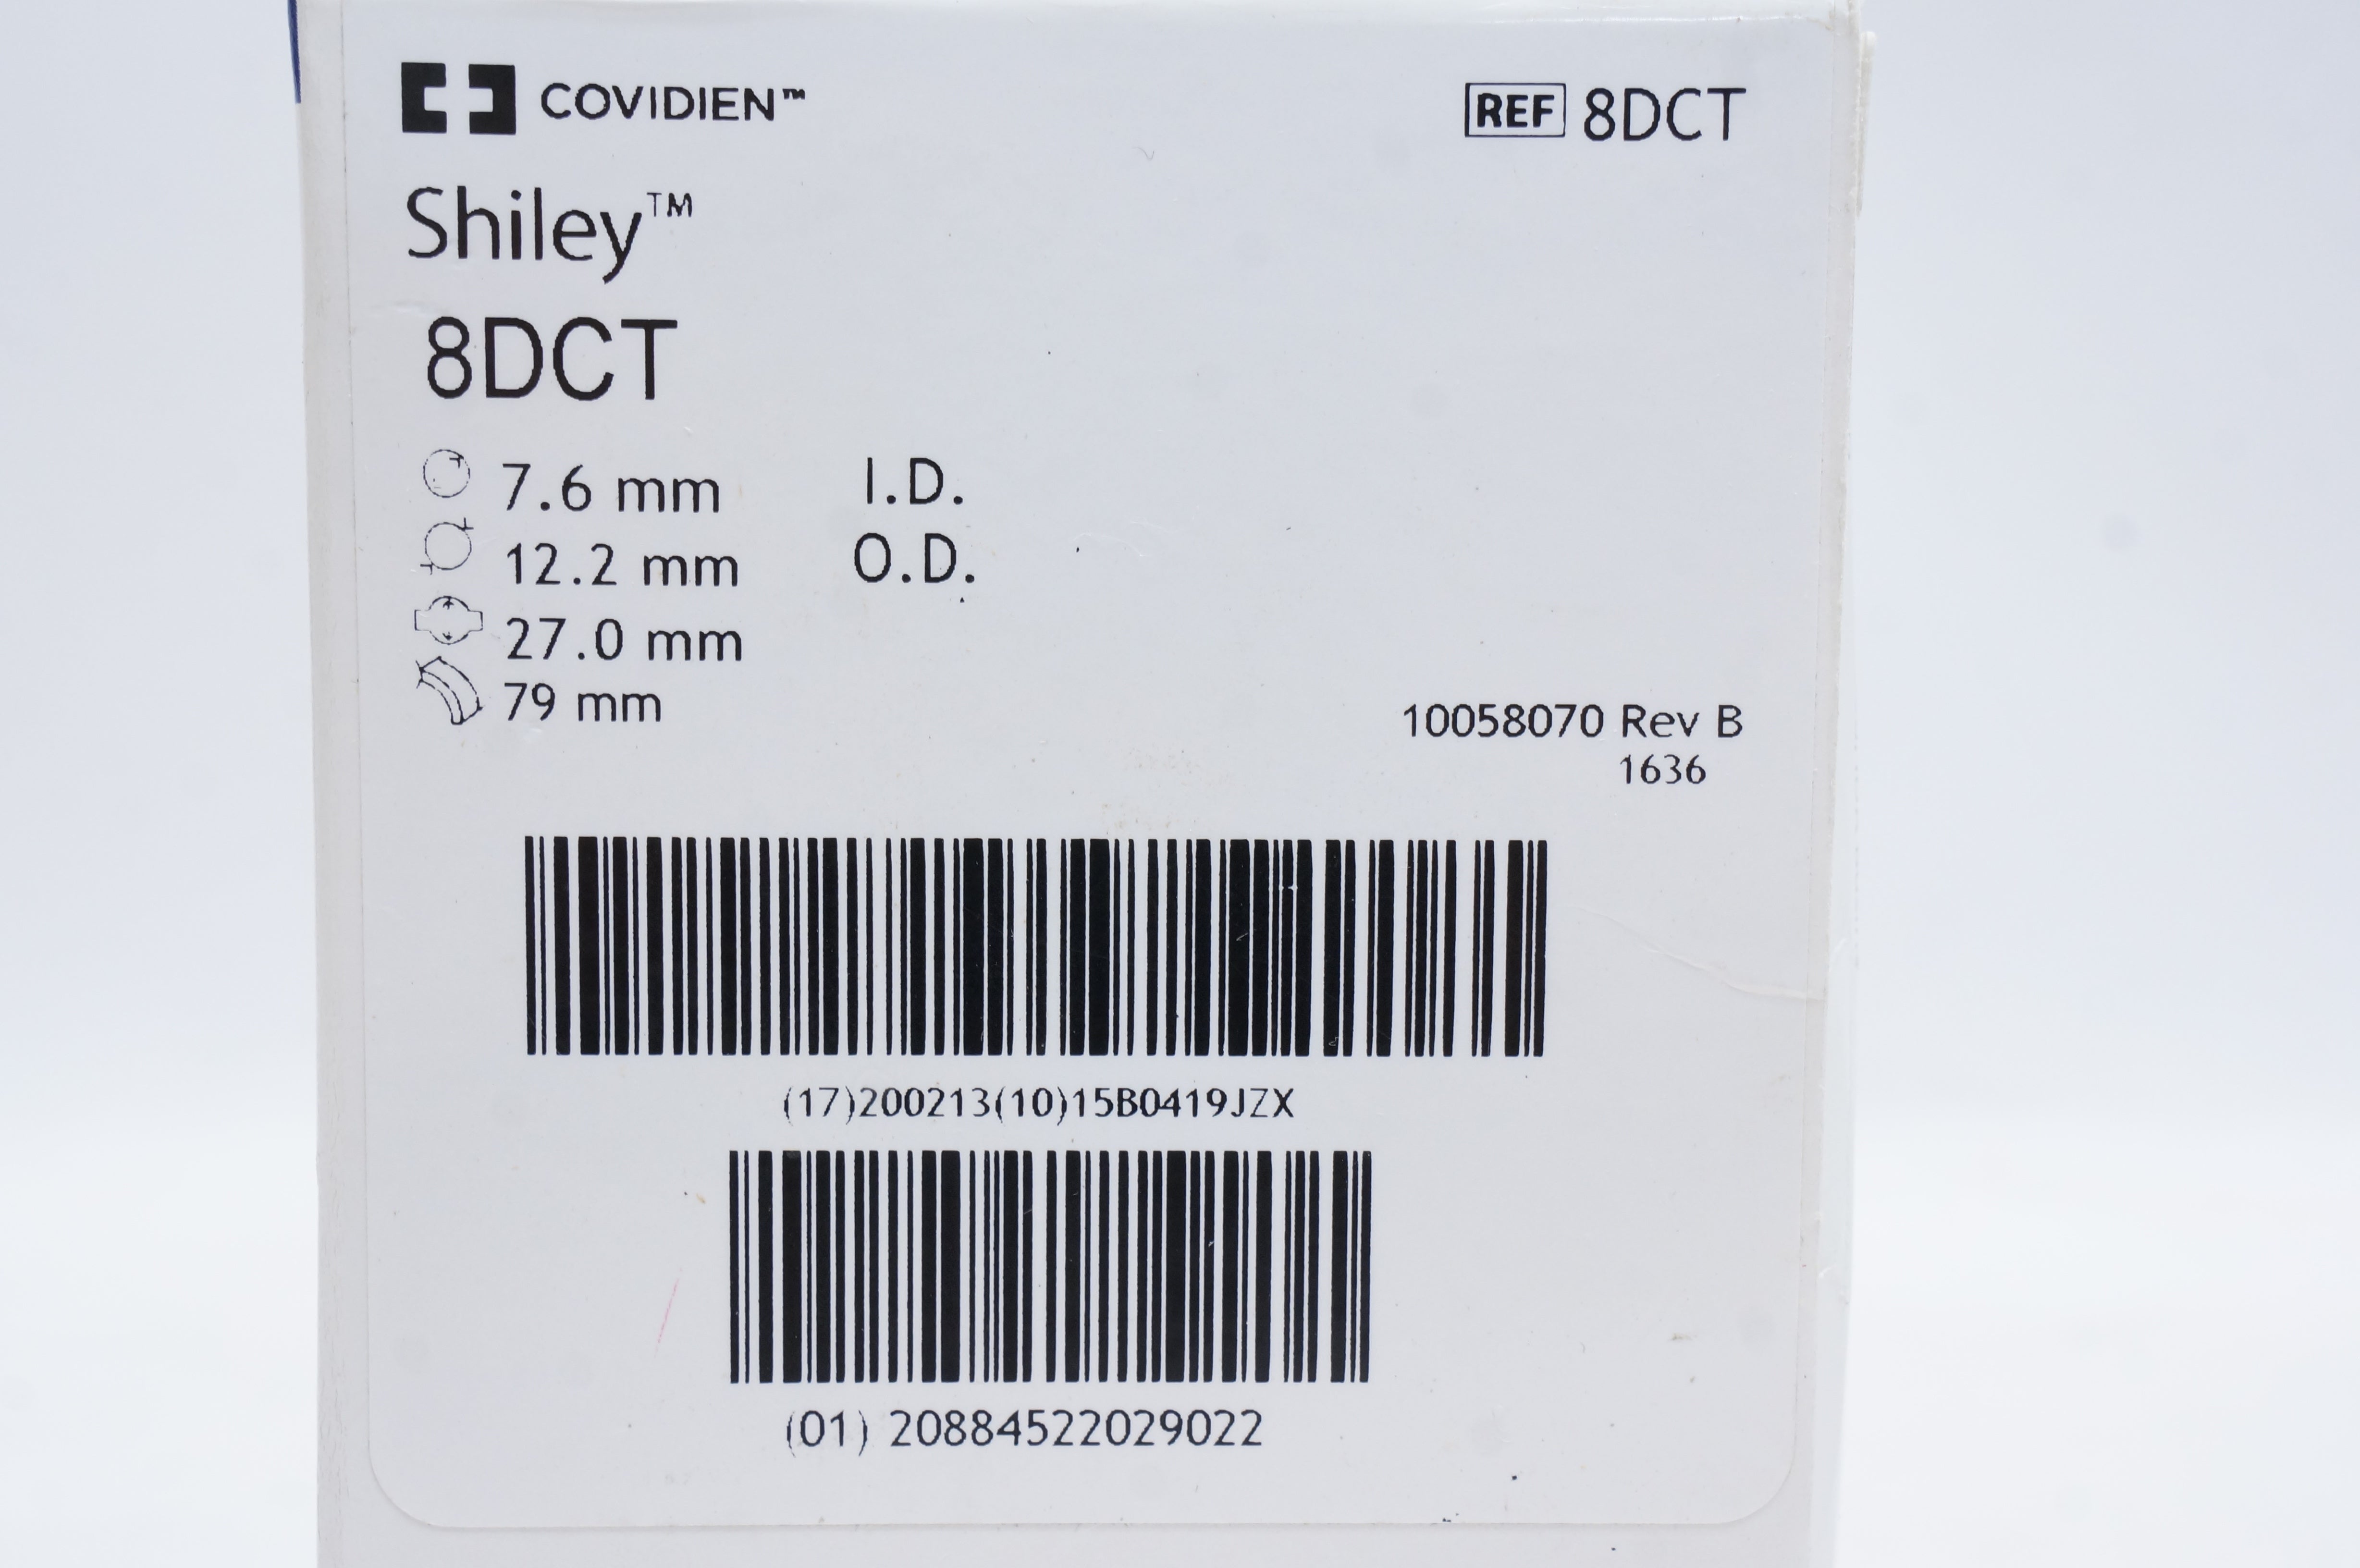 COVIDIEN™
REF 8DCT
Shiley™
8DCT
7.6 mm I.D.
12.2 mm O.D.
27.0 mm
79 mm
10058070 Rev B
1636
(17)200213(10)15B0419JZX
(01) 20884522029022